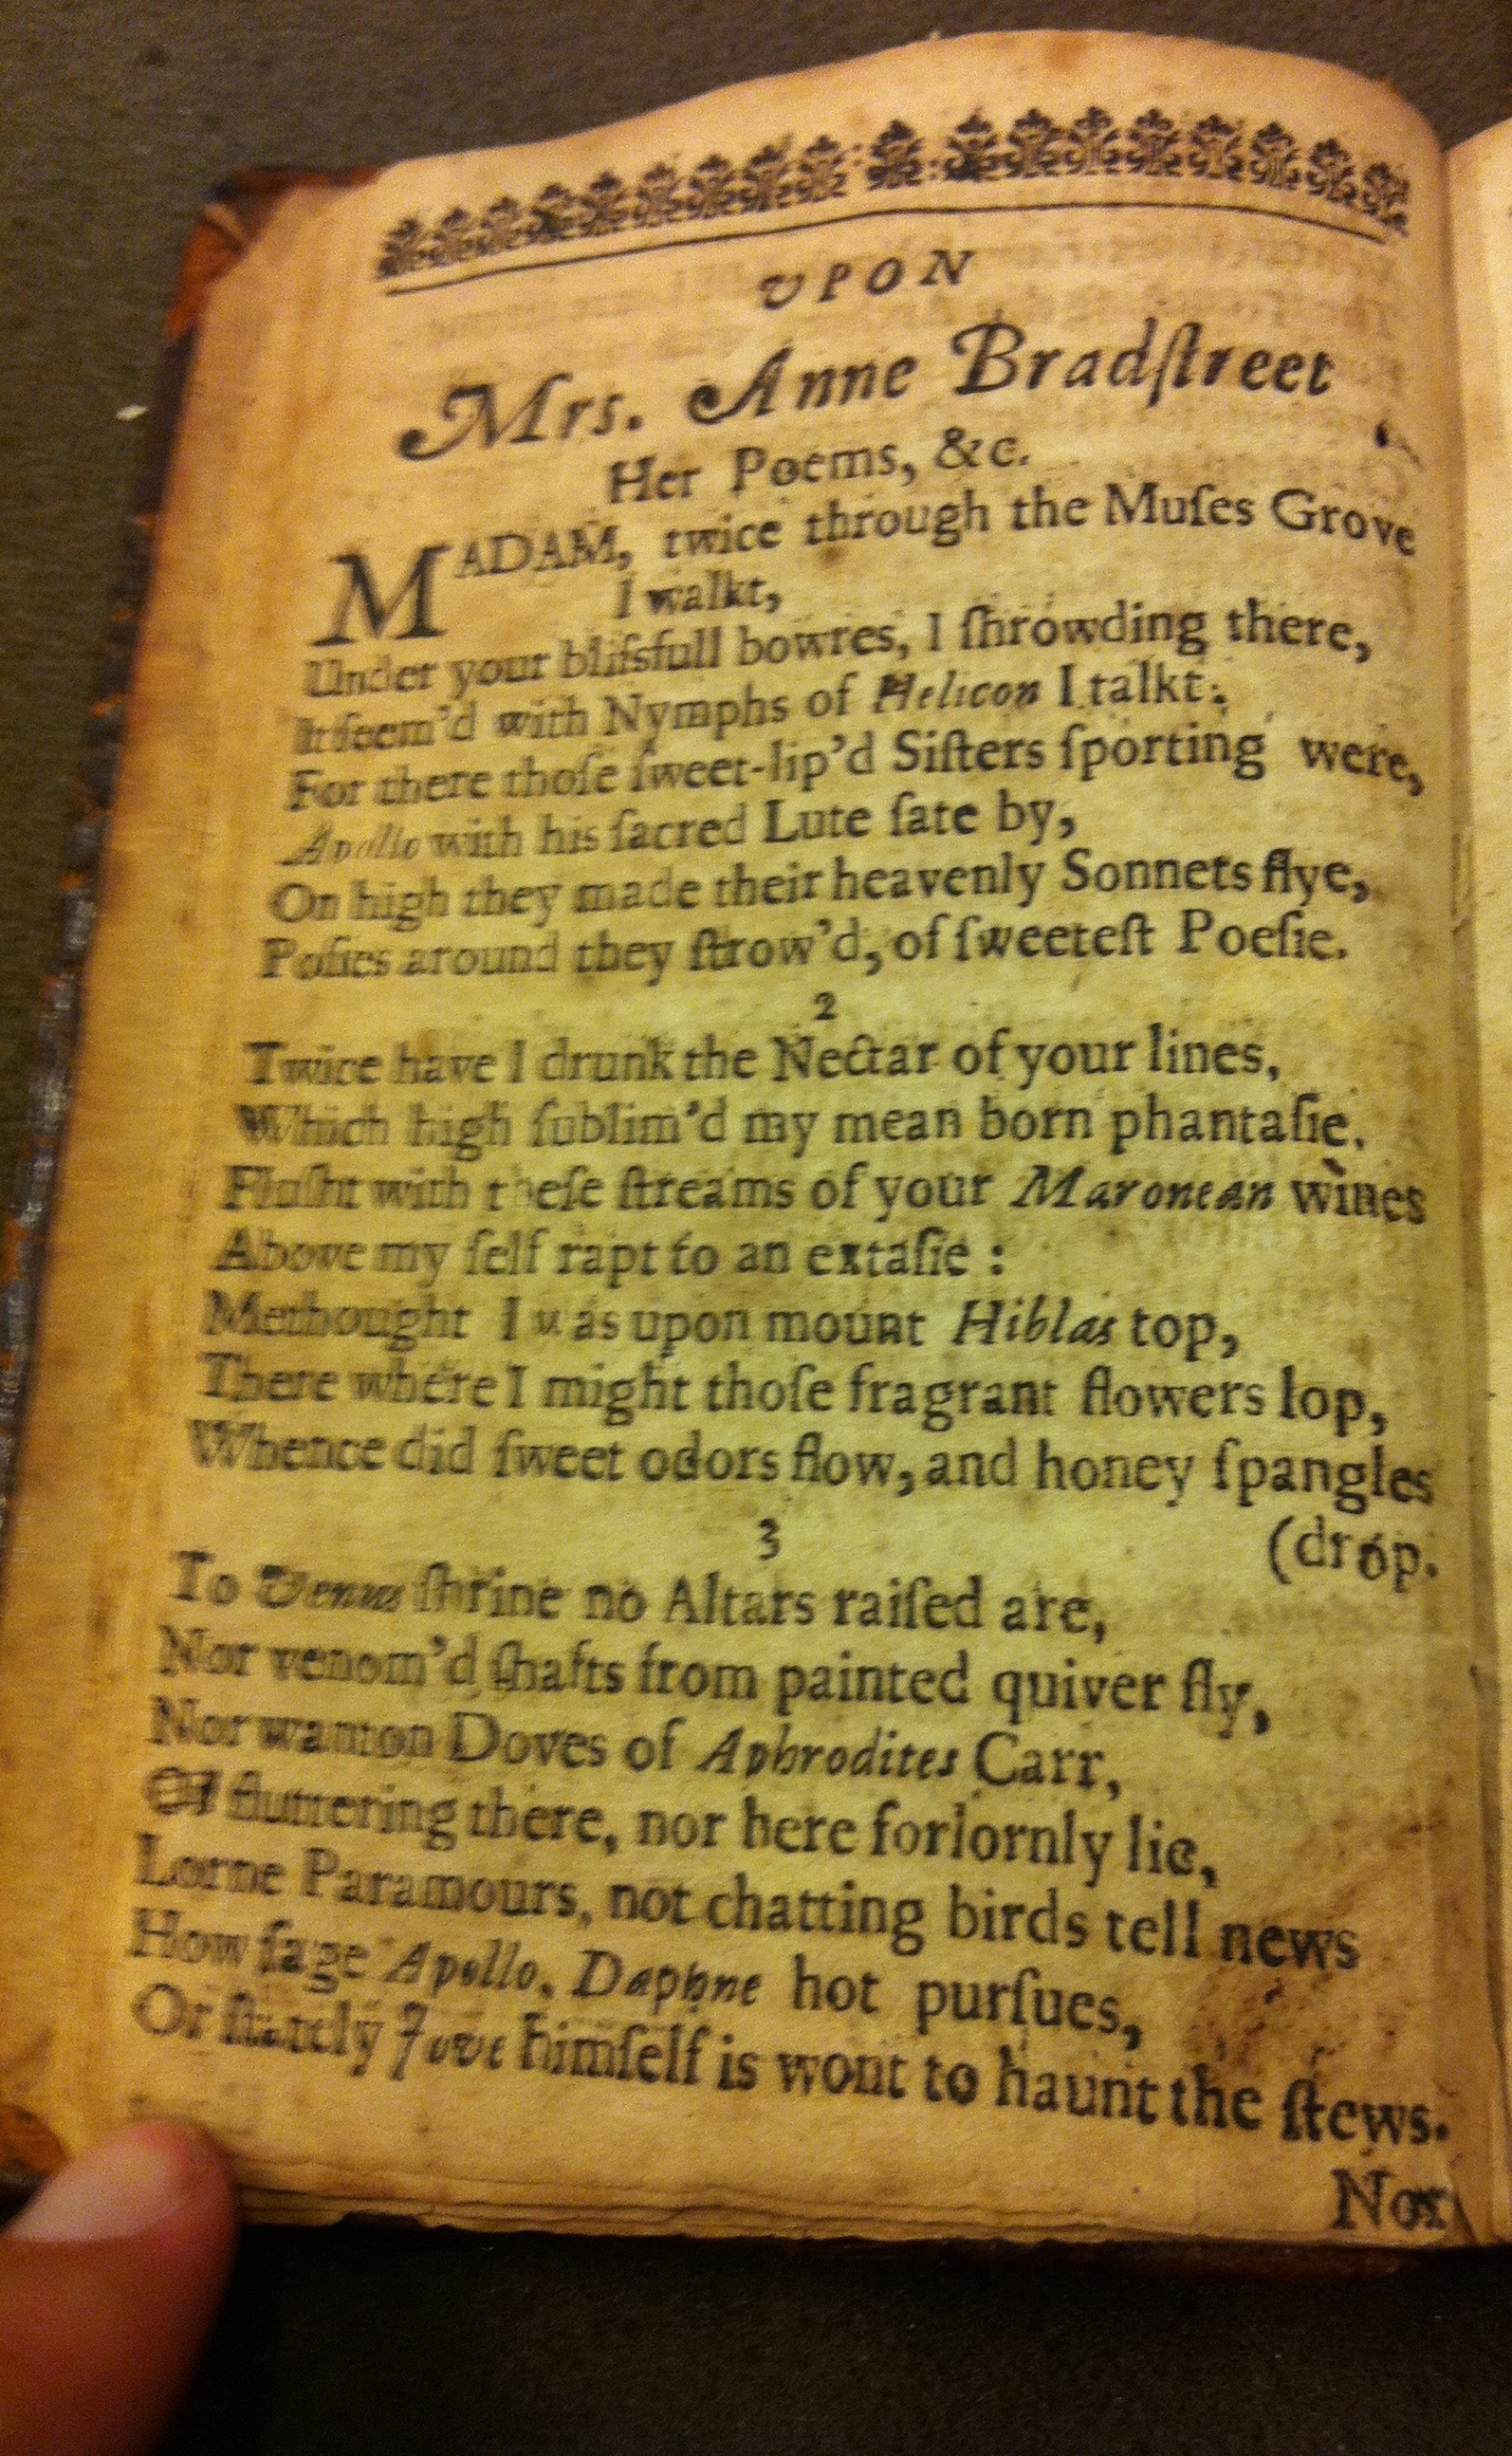 UPON
Mrs. Anne Bradſtreet
Her Poems, &c.
MADAM, twice through the Muſes Grove
I walkt,
Under your bliſsfull bowres, I ſhrowding there,
It ſeem'd with Nymphs of Helicon I talkt:
For there thoſe ſweet-lip'd Siſters ſporting were,
Apollo with his ſacred Lute ſate by,
On high they made their heavenly Sonnets flye,
Poſies around they ſtrow'd, of ſweeteſt Poeſie.
2
Twice have I drunk the Nectar of your lines,
Which high ſublim'd my mean born phantaſie.
Fluſht with theſe ſtreams of your Maronean wines
Above my ſelf rapt to an extaſie :
Methought I was upon mount Hiblas top,
There where I might thoſe fragrant flowers lop,
Whence did ſweet odors flow, and honey ſpangles
(drop.
3
To Venus ſhrine no Altars raiſed are,
Nor venom'd ſhafts from painted quiver fly,
Nor wanton Doves of Aphrodites Carr,
Or fluttering there, nor here forlornly lie,
Lorne Paramours, not chatting birds tell news
How ſage Apollo, Daphne hot purſues,
Or ſtately Jove himſelf is wont to haunt the ſtews.
Nor